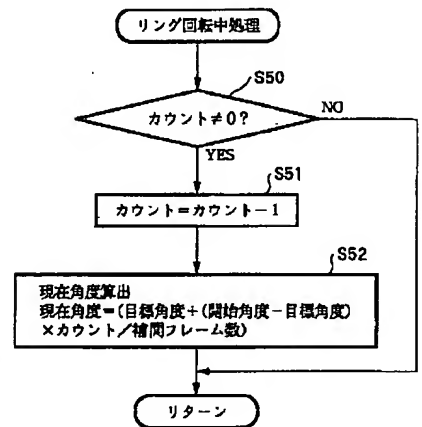 リング回転中処理
S50
カウント≠0?
NO
YES
S51
カウント=カウント-1
S52
現在角度算出
現在角度=(目標角度+(開始角度-目標角度)
×カウント/補間フレーム数)
リターン